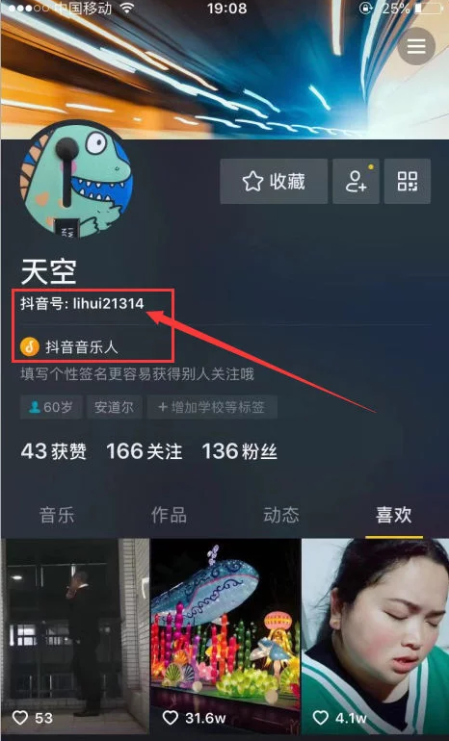 中国移动 19:08 25%
收藏
天空
抖音号: lihui21314
抖音音乐人
填写个性签名更容易获得别人关注哦
60岁 安道尔 +增加学校等标签
43 获赞 166 关注 136 粉丝
音乐 作品 动态 喜欢
53 31.6w 4.1w